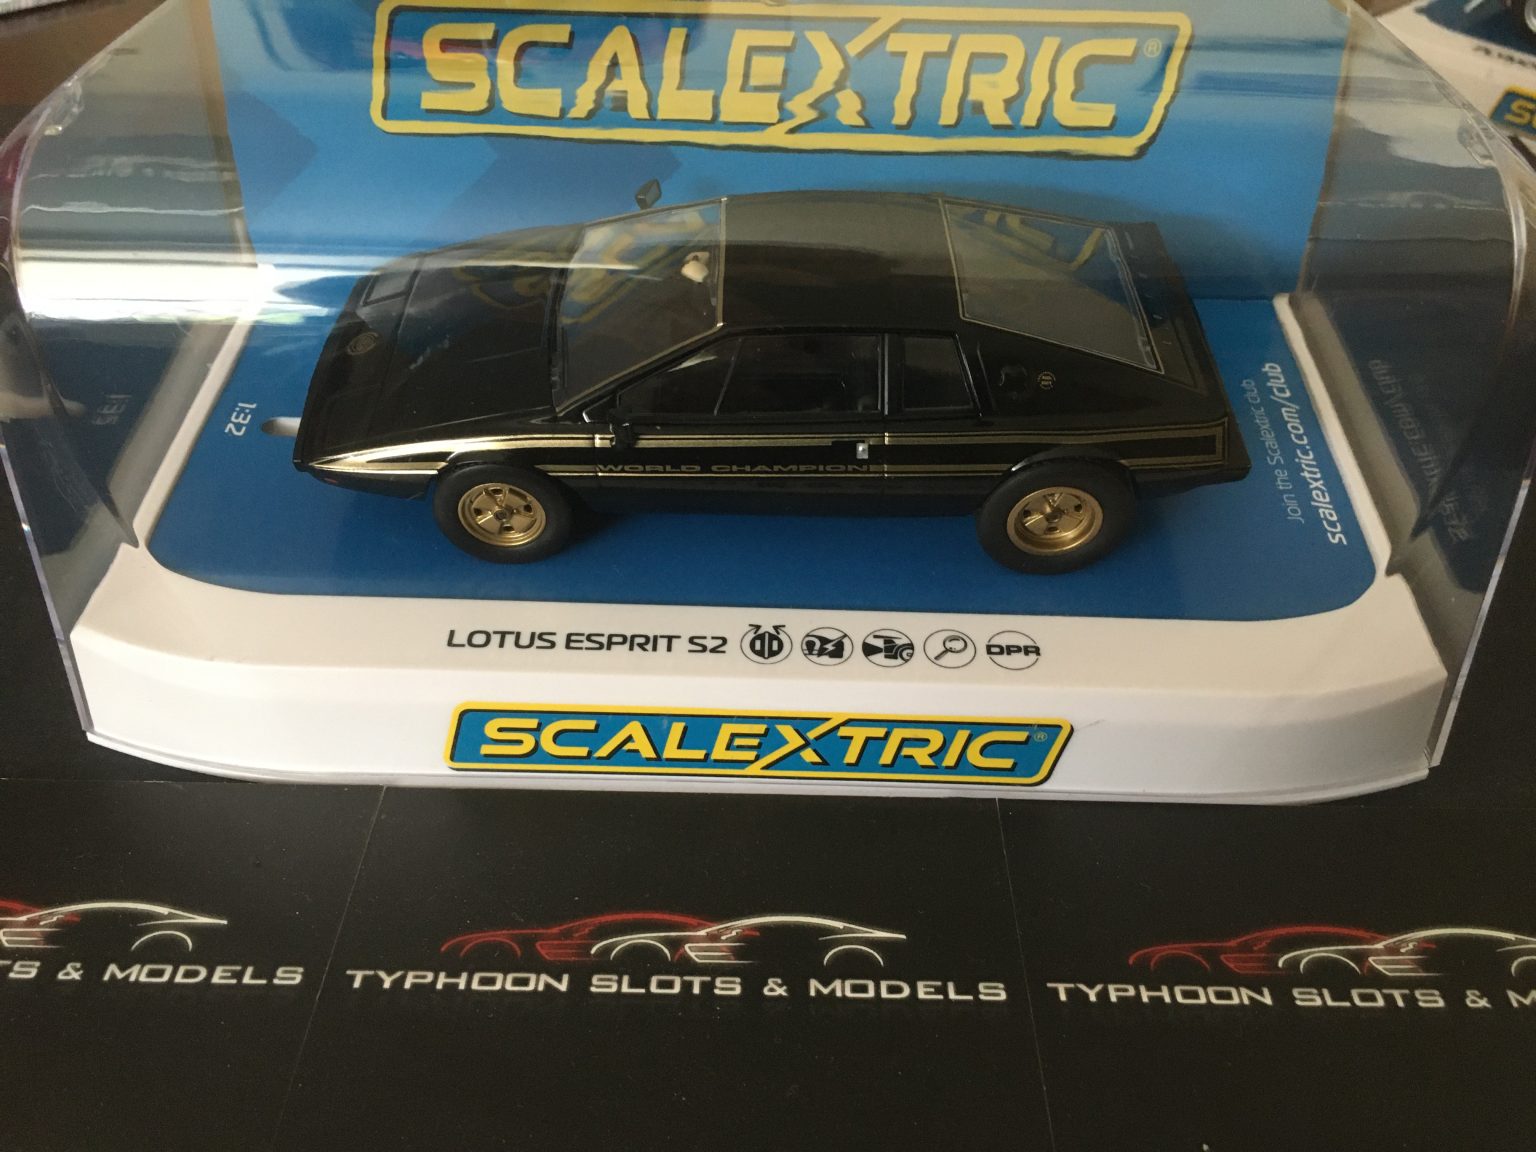 SCALEXTRIC®
1:32
WORLD CHAMPION
Join the Scalextric club
scalextric.com/club
LOTUS ESPRIT S2
DPR
SCALEXTRIC®
TS & MODELS
TYPHOON SLOTS & MODELS
TYPHOON SLOTS & M